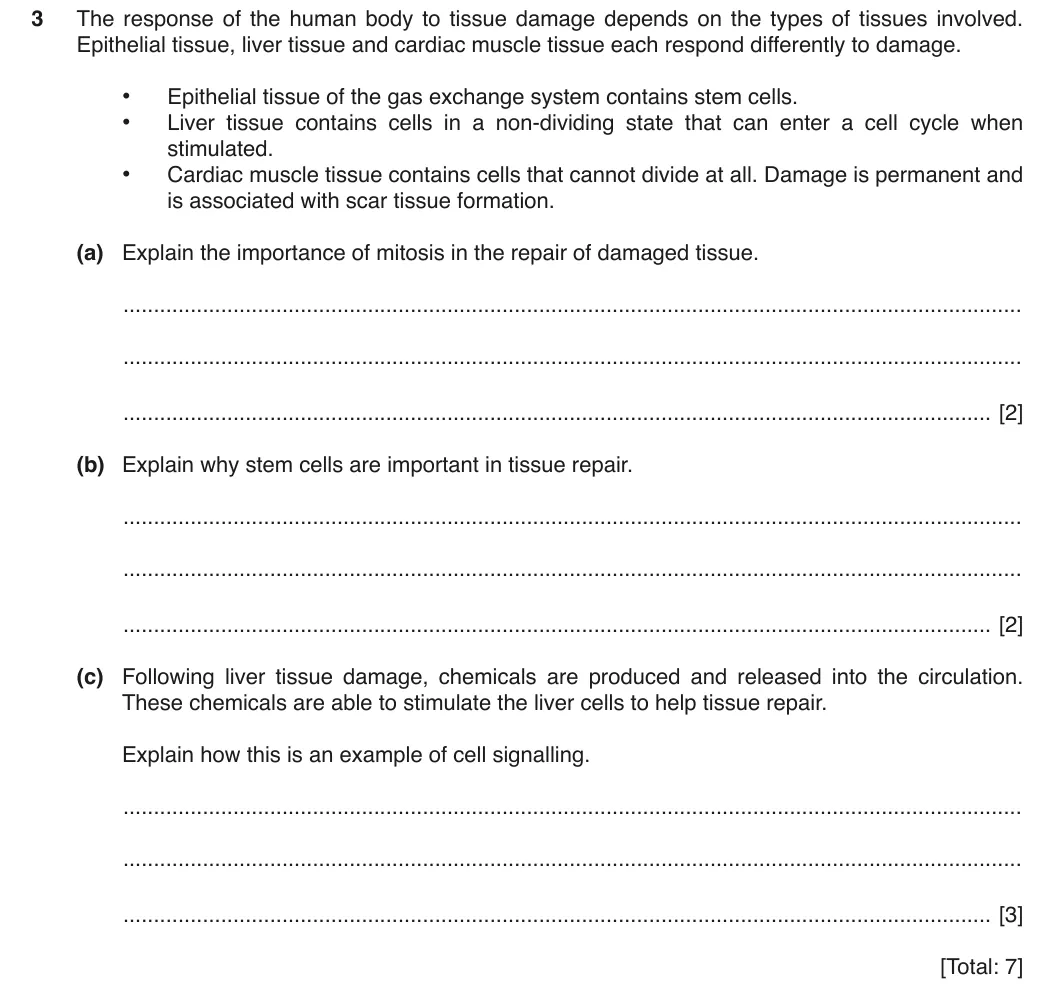 3 The response of the human body to tissue damage depends on the types of tissues involved.
Epithelial tissue, liver tissue and cardiac muscle tissue each respond differently to damage.
• Epithelial tissue of the gas exchange system contains stem cells.
• Liver tissue contains cells in a non-dividing state that can enter a cell cycle when
stimulated.
• Cardiac muscle tissue contains cells that cannot divide at all. Damage is permanent and
is associated with scar tissue formation.
(a) Explain the importance of mitosis in the repair of damaged tissue.
[2]
(b) Explain why stem cells are important in tissue repair.
[2]
(c) Following liver tissue damage, chemicals are produced and released into the circulation.
These chemicals are able to stimulate the liver cells to help tissue repair.
Explain how this is an example of cell signalling.
[3]
[Total: 7]